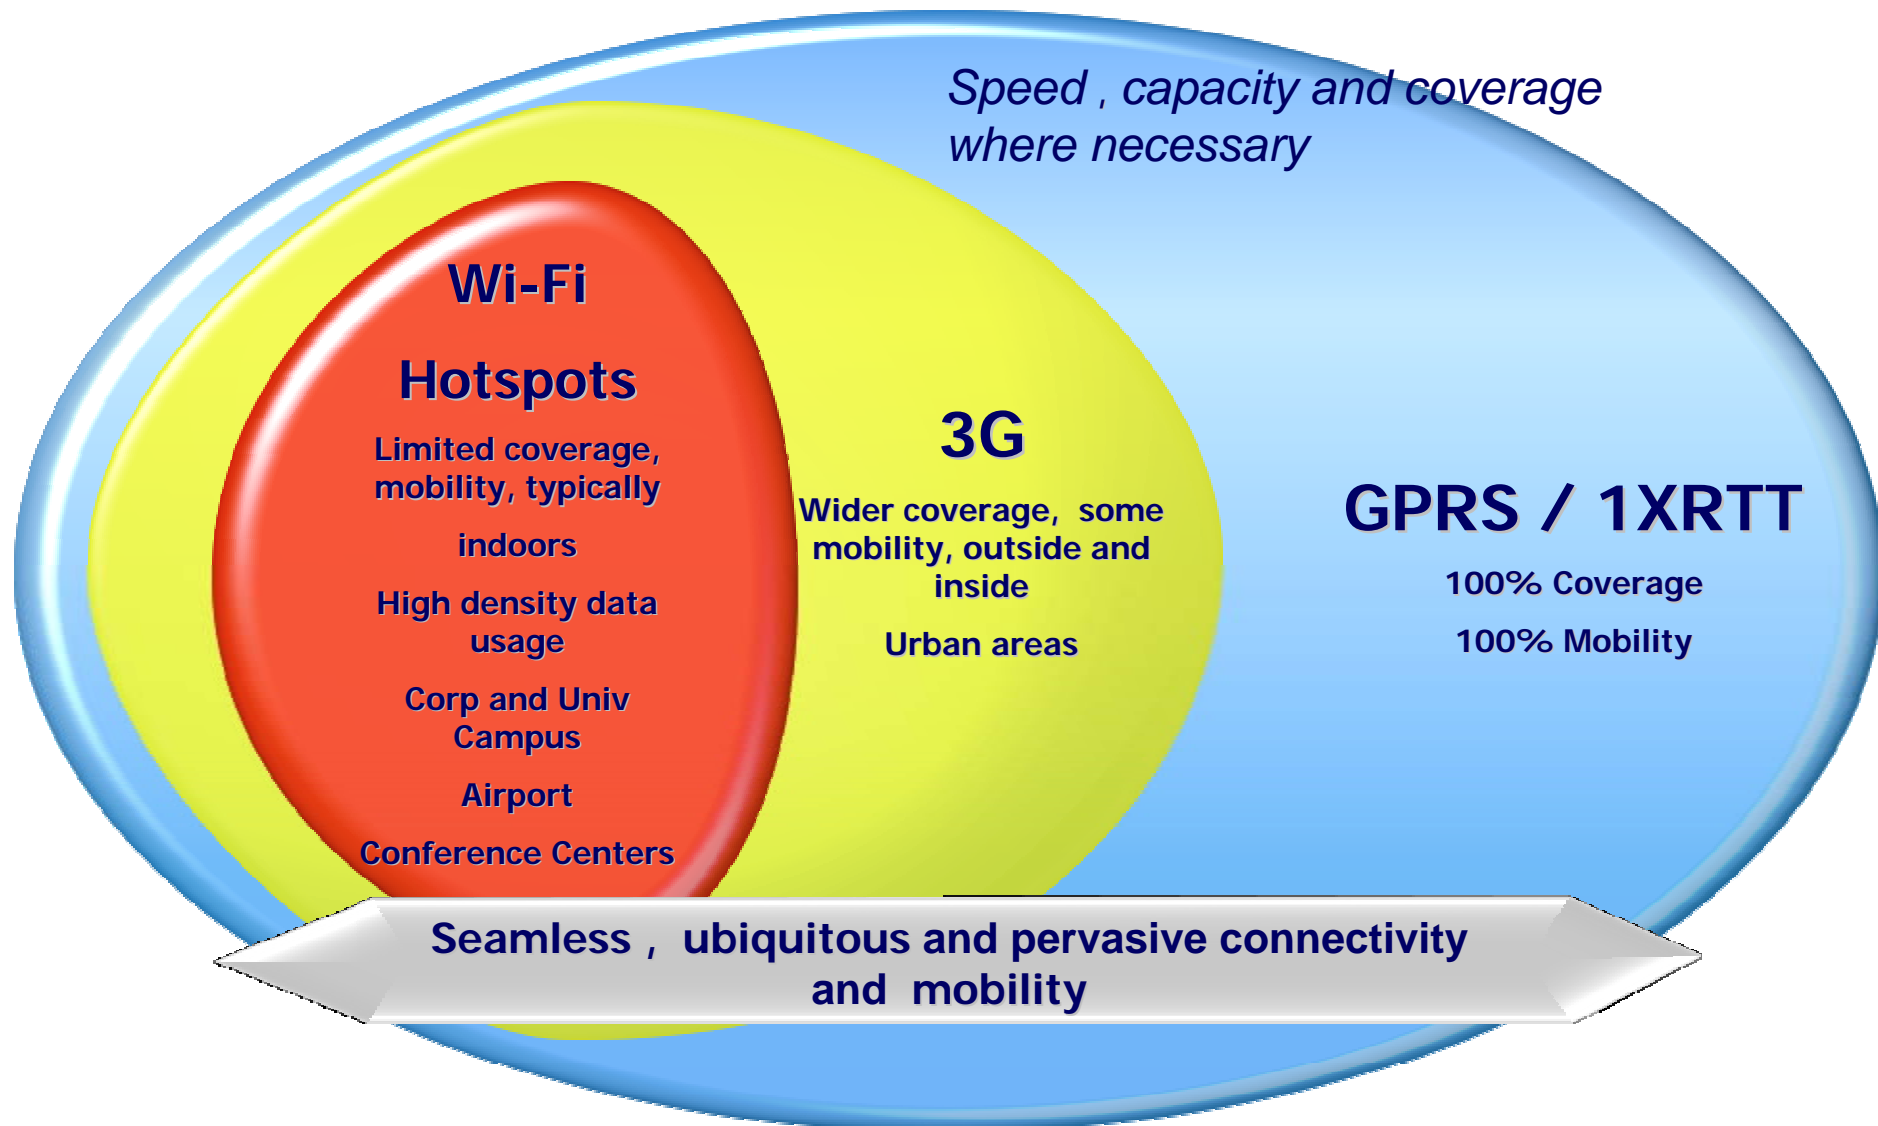 Speed , capacity and coverage
where necessary
Wi-Fi
Hotspots
Limited coverage,
mobility, typically
indoors
High density data
usage
Corp and Univ
Campus
Airport
Conference Centers
3G
Wider coverage, some
mobility, outside and
inside
Urban areas
GPRS / 1XRTT
100% Coverage
100% Mobility
Seamless , ubiquitous and pervasive connectivity
and mobility